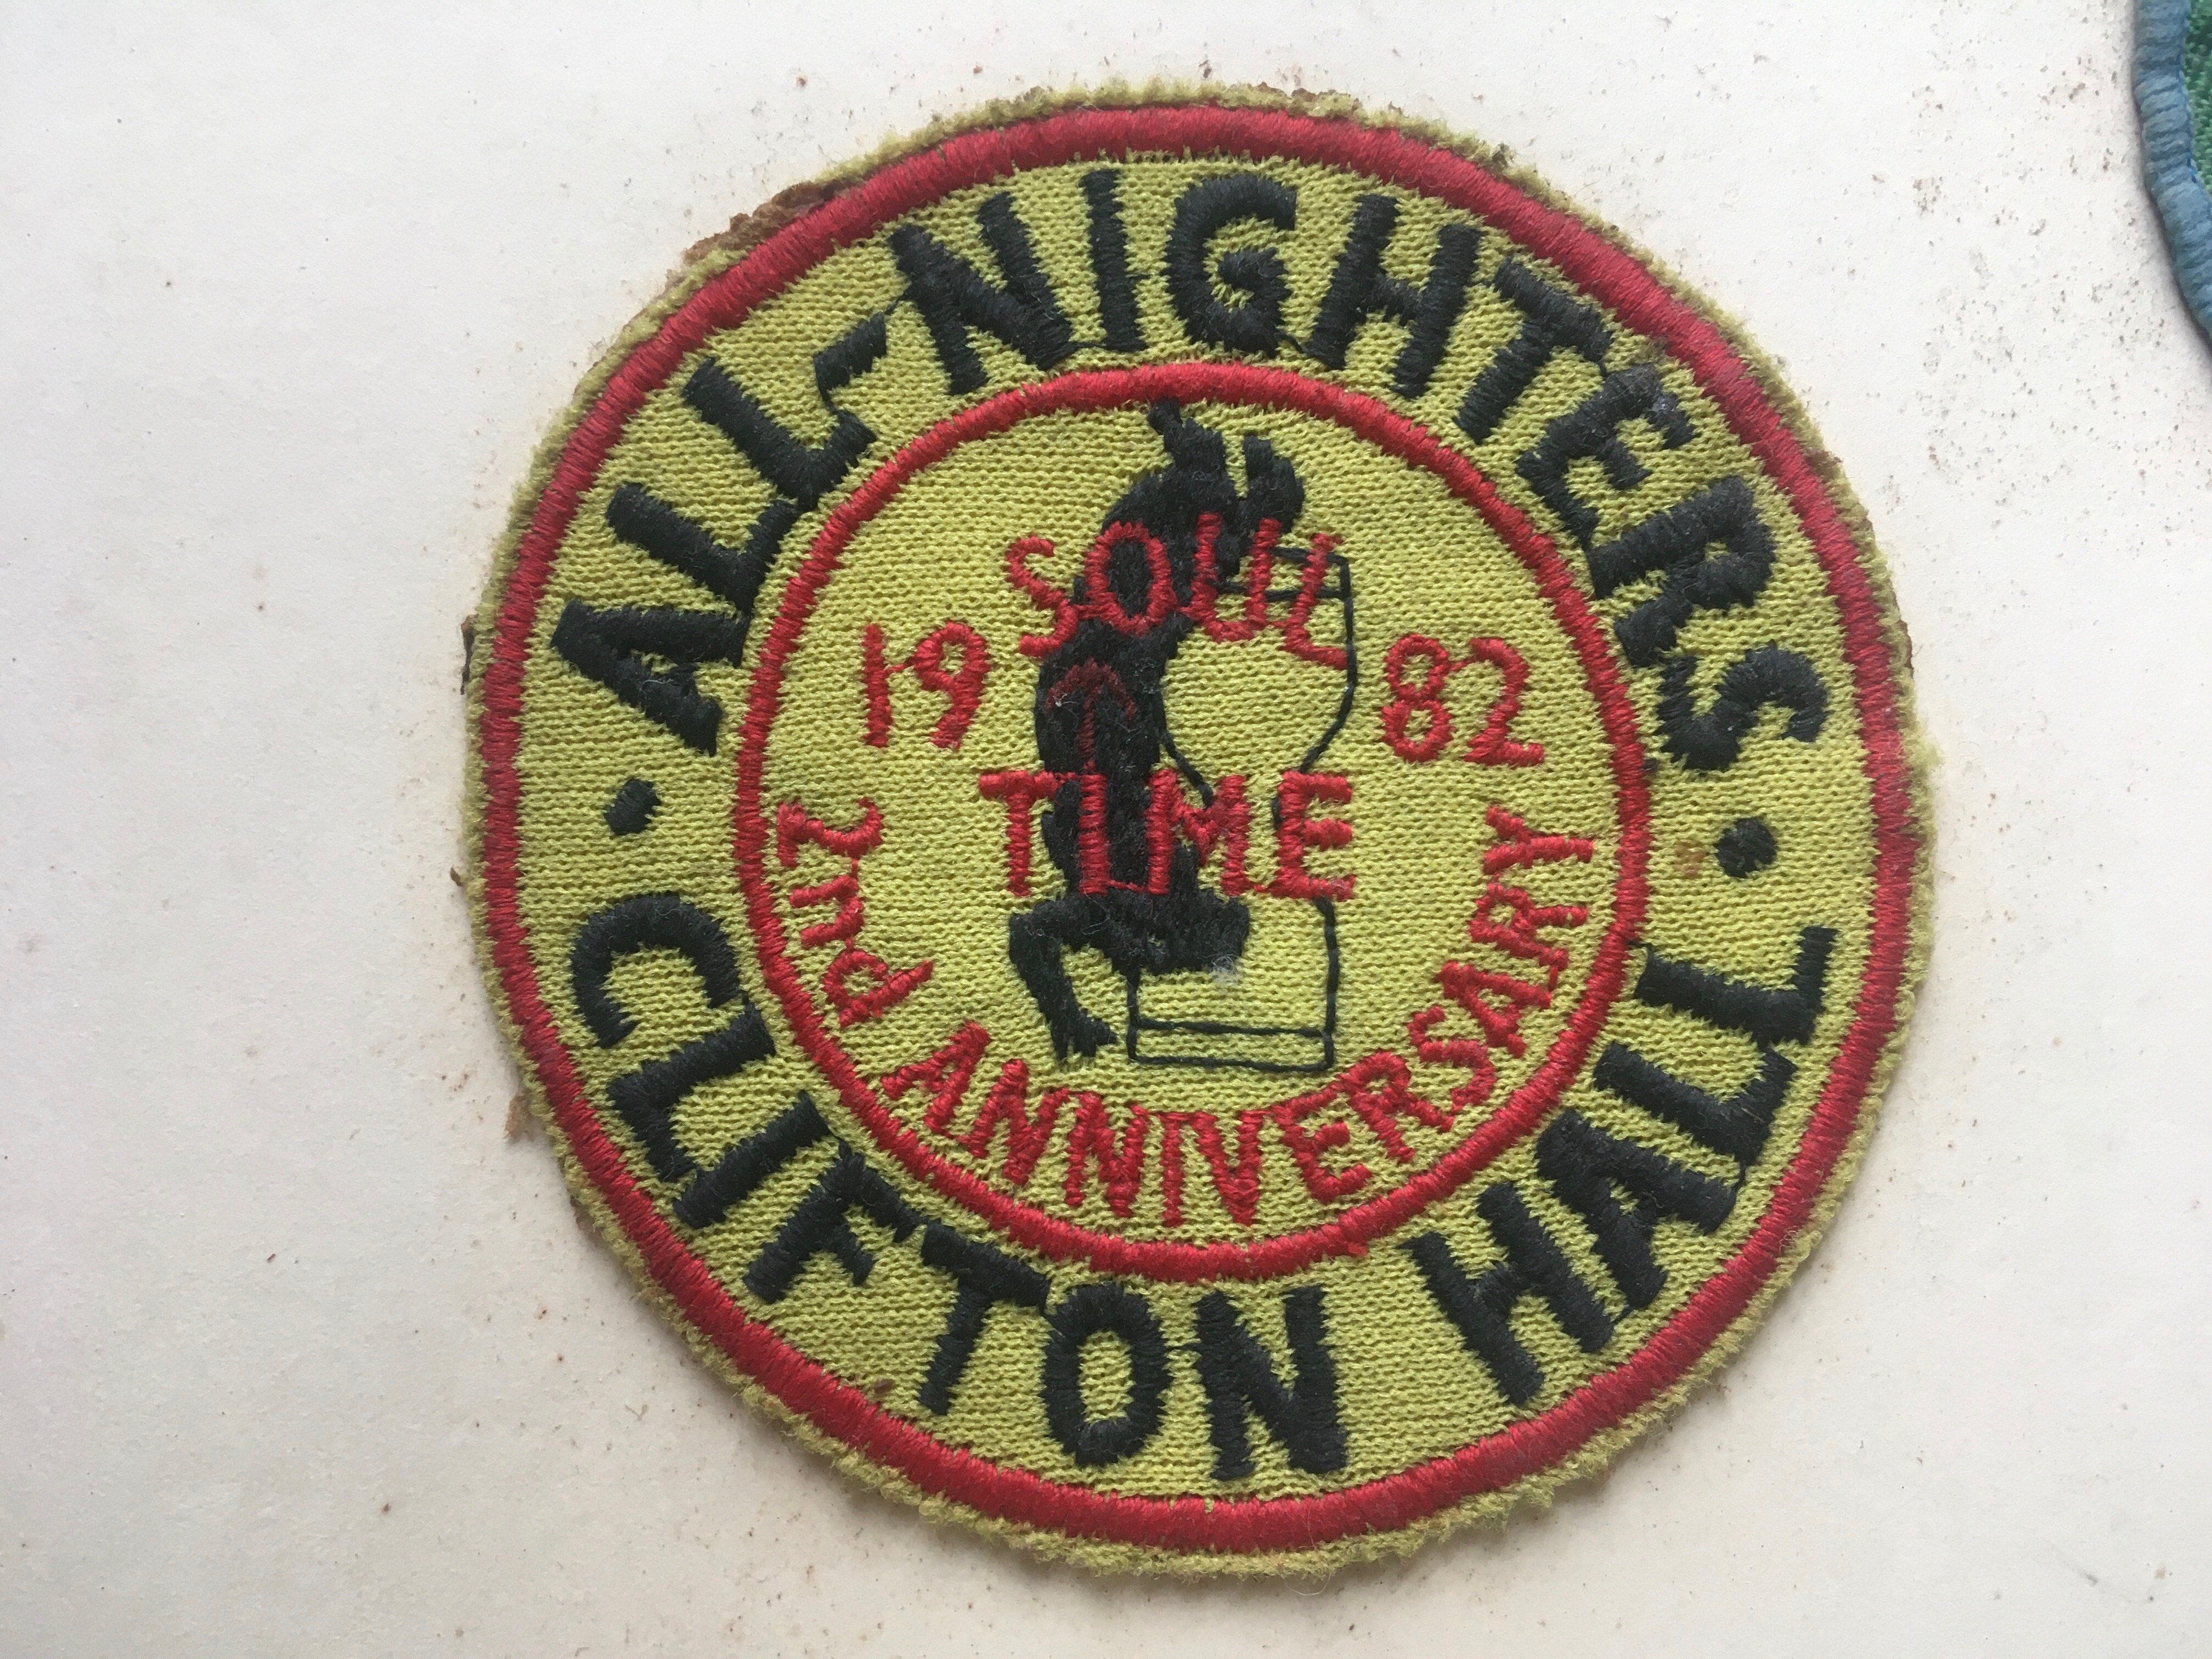 ALL-NIGHTERS
SOUL
19 82
TIME
2nd ANNIVERSARY
• CLIFTON HALL •